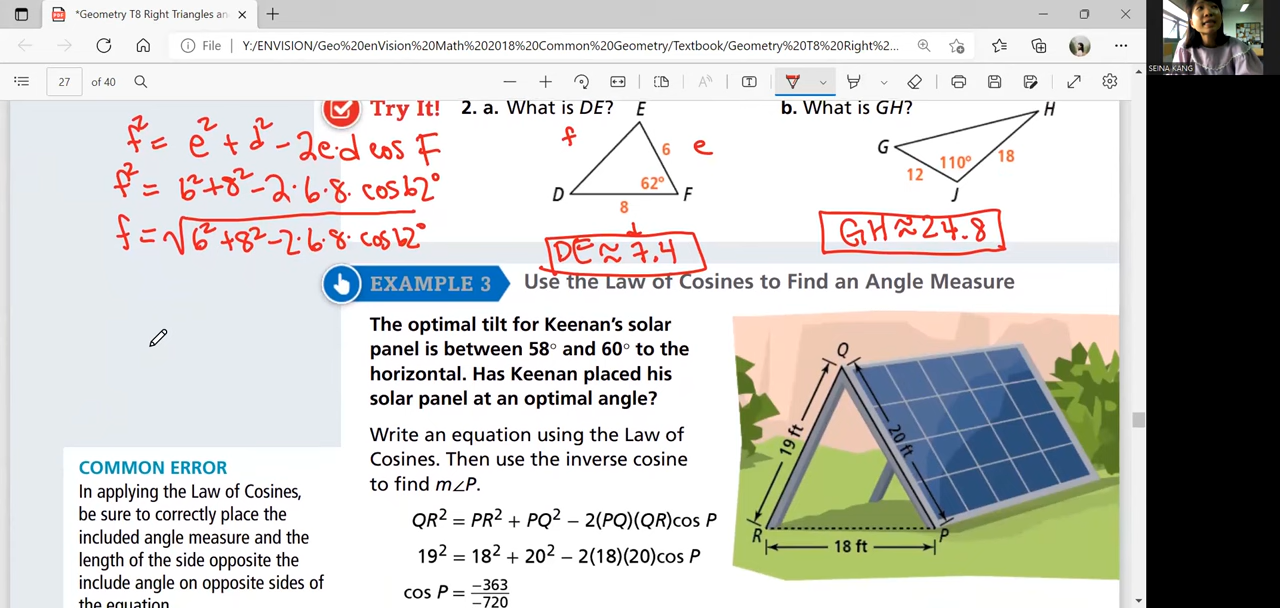 *Geometry T8 Right Triangles an
File
Y:/ENVISION/Geo%20enVision%20Math%202018%20Common%20Geometry/Textbook/Geometry%20T8%20Right%2...
SEINA KANG
27 of 40
Try It!
2. a. What is DE?
b. What is GH?
f² = e² + d² - 2e·d cos F
f² = 6² + 8² - 2·6·8· cos62°
f = √6² + 8² - 2·6·8· cos62°
E
f
6
e
62°
D
F
8
DE ≈ 7.4
H
G
110°
18
12
J
GH ≈ 24.8
EXAMPLE 3
Use the Law of Cosines to Find an Angle Measure
The optimal tilt for Keenan's solar
panel is between 58° and 60° to the
horizontal. Has Keenan placed his
solar panel at an optimal angle?
Write an equation using the Law of
Cosines. Then use the inverse cosine
to find m∠P.
QR² = PR² + PQ² − 2(PQ)(QR)cos P
19² = 18² + 20² − 2(18)(20)cos P
cos P = −363/−720
Q
19 ft
20 ft
R
P
18 ft
COMMON ERROR
In applying the Law of Cosines,
be sure to correctly place the
included angle measure and the
length of the side opposite the
include angle on opposite sides of
the equation.